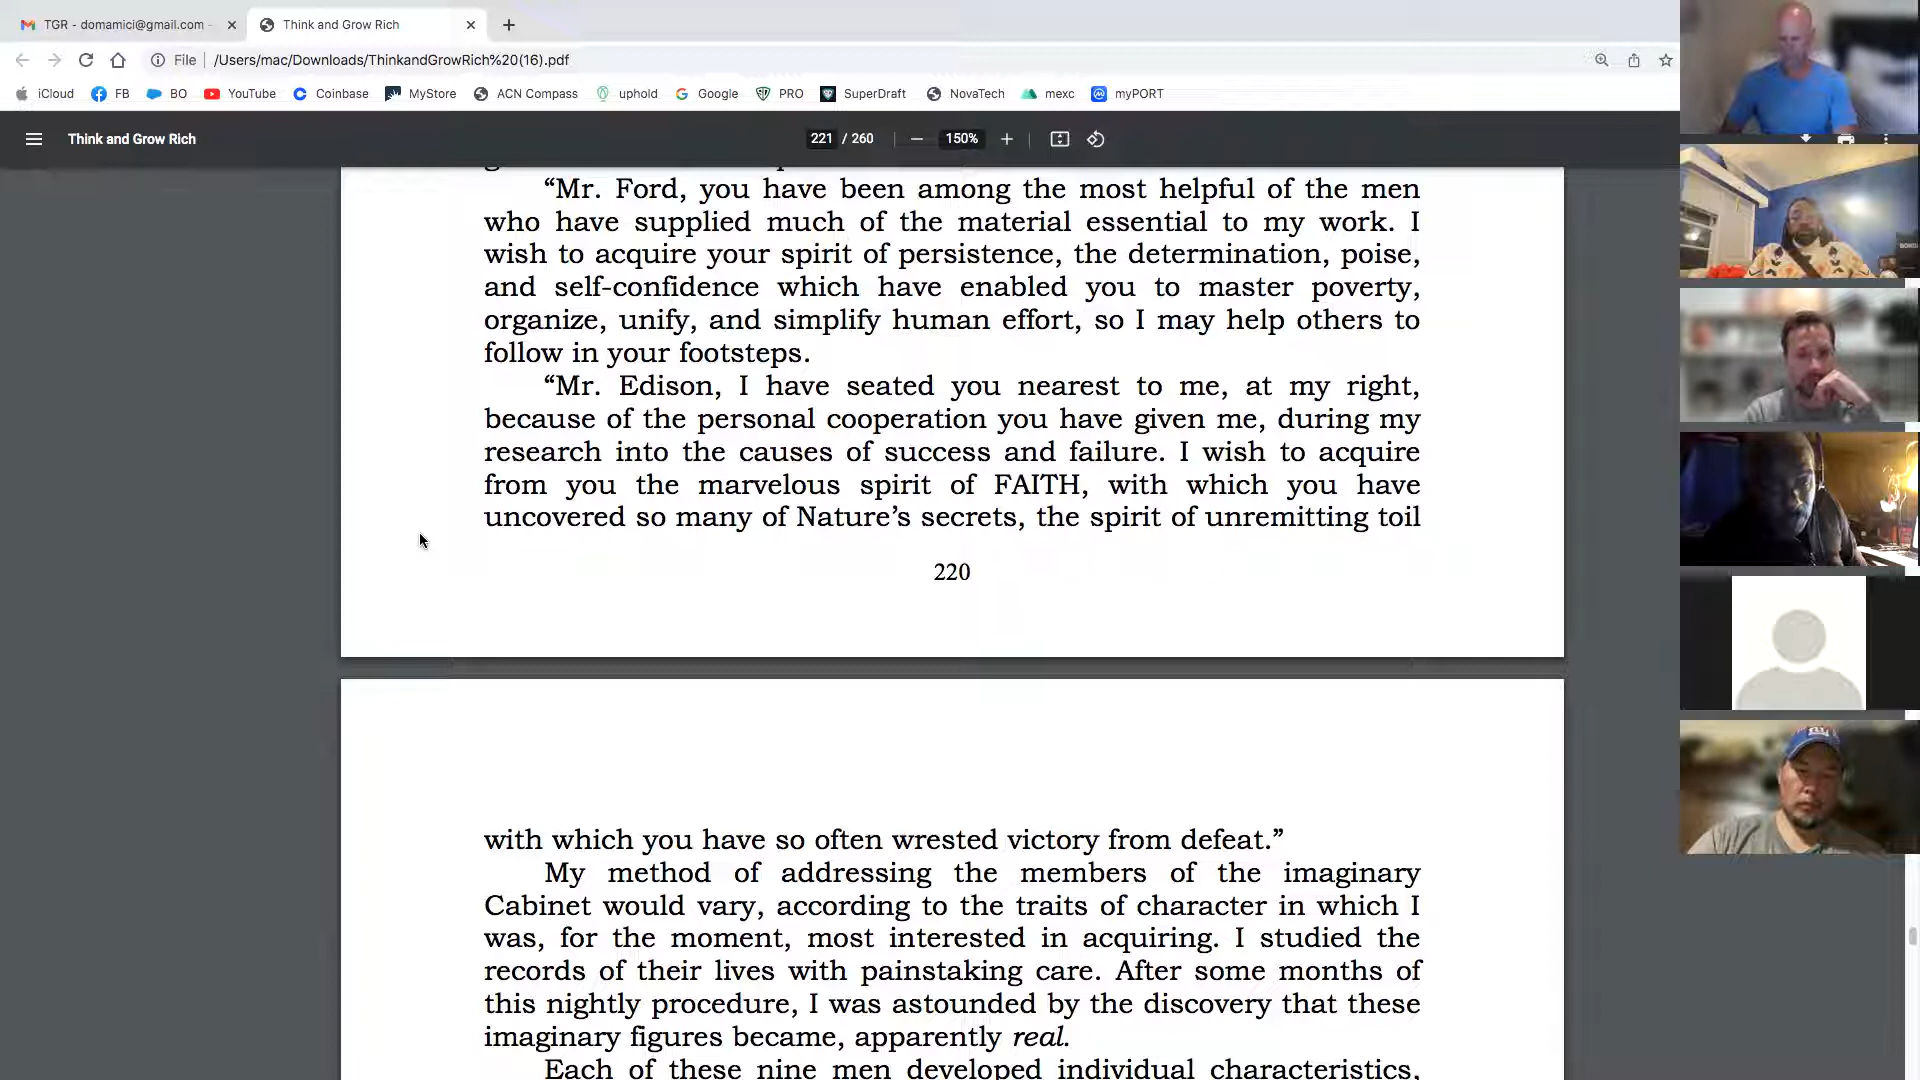 TGR - domamici@gmail.com -
Think and Grow Rich
File
/Users/mac/Downloads/ThinkandGrowRich%20(16).pdf
iCloud FB BO YouTube Coinbase MyStore ACN Compass uphold Google PRO SuperDraft NovaTech mexc myPORT
Think and Grow Rich
221 / 260
150%
“Mr. Ford, you have been among the most helpful of the men
who have supplied much of the material essential to my work. I
wish to acquire your spirit of persistence, the determination, poise,
and self-confidence which have enabled you to master poverty,
organize, unify, and simplify human effort, so I may help others to
follow in your footsteps.
“Mr. Edison, I have seated you nearest to me, at my right,
because of the personal cooperation you have given me, during my
research into the causes of success and failure. I wish to acquire
from you the marvelous spirit of FAITH, with which you have
uncovered so many of Nature’s secrets, the spirit of unremitting toil
220
with which you have so often wrested victory from defeat.”
My method of addressing the members of the imaginary
Cabinet would vary, according to the traits of character in which I
was, for the moment, most interested in acquiring. I studied the
records of their lives with painstaking care. After some months of
this nightly procedure, I was astounded by the discovery that these
imaginary figures became, apparently real.
Each of these nine men developed individual characteristics,